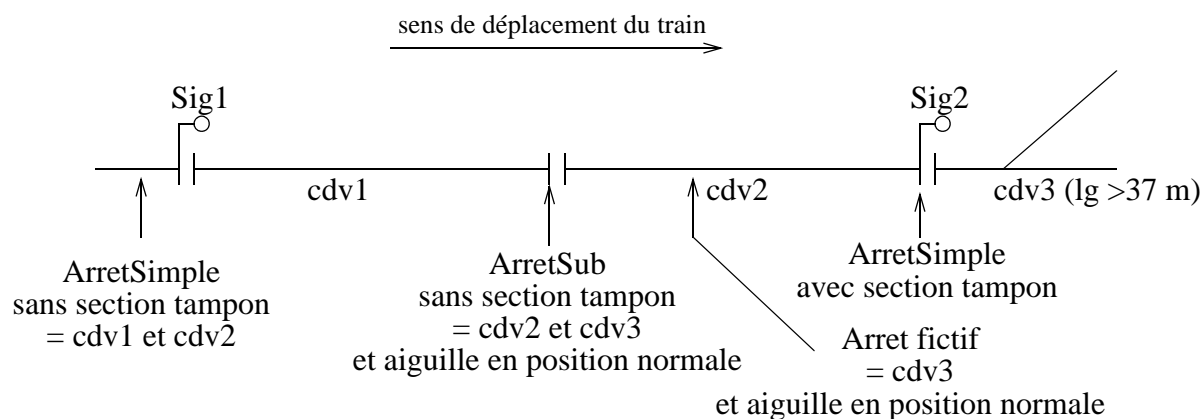 sens de déplacement du train
Sig1
Sig2
cdv1
cdv2
cdv3 (lg >37 m)
ArretSimple
sans section tampon
= cdv1 et cdv2
ArretSub
sans section tampon
= cdv2 et cdv3
et aiguille en position normale
ArretSimple
avec section tampon
Arret fictif
= cdv3
et aiguille en position normale